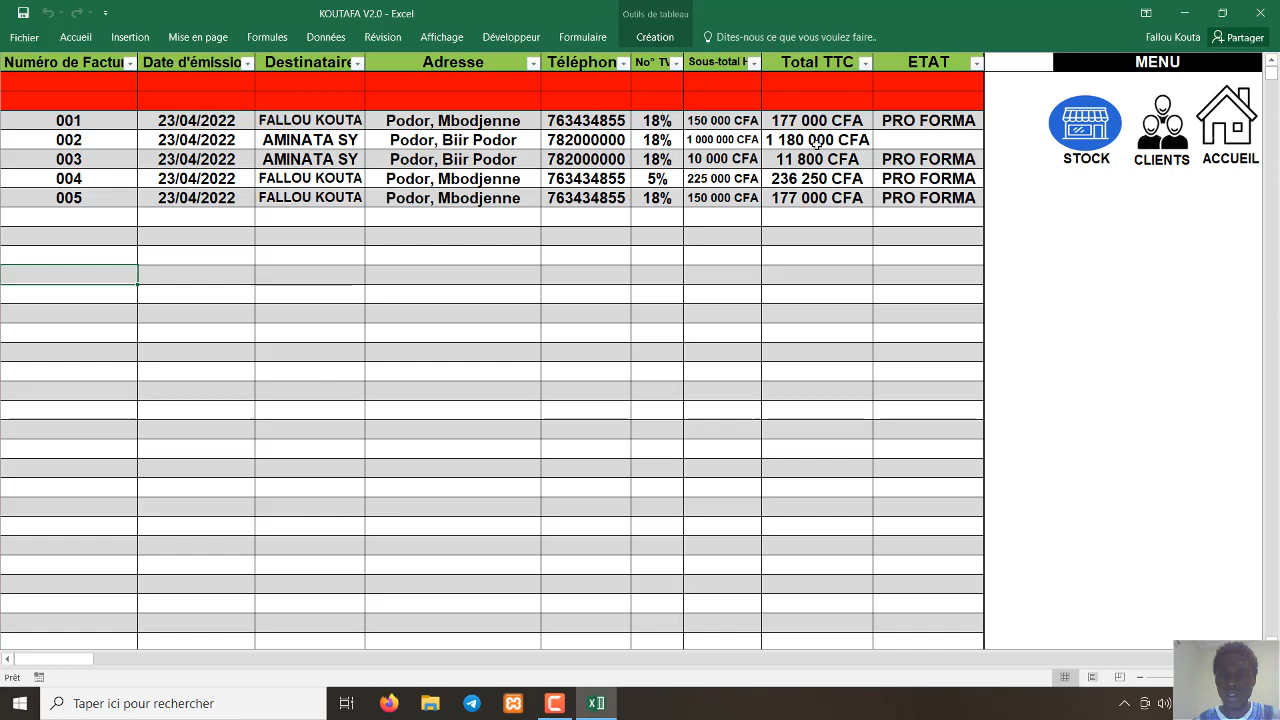 KOUTAFA V2.0 - Excel
Outils de tableau
Fichier Accueil Insertion Mise en page Formules Données Révision Affichage Développeur Formulaire Création Dites-nous ce que vous voulez faire.. Fallou Kouta Partager
Numéro de Factur Date d'émissio Destinataire Adresse Téléphon No° TV Sous-total H Total TTC ETAT MENU
001 23/04/2022 FALLOU KOUTA Podor, Mbodjenne 763434855 18% 150 000 CFA 177 000 CFA PRO FORMA
002 23/04/2022 AMINATA SY Podor, Biir Podor 782000000 18% 1 000 000 CFA 1 180 000 CFA
003 23/04/2022 AMINATA SY Podor, Biir Podor 782000000 18% 10 000 CFA 11 800 CFA PRO FORMA
004 23/04/2022 FALLOU KOUTA Podor, Mbodjenne 763434855 5% 225 000 CFA 236 250 CFA PRO FORMA
005 23/04/2022 FALLOU KOUTA Podor, Mbodjenne 763434855 18% 150 000 CFA 177 000 CFA PRO FORMA
STOCK CLIENTS ACCUEIL
Prêt
Taper ici pour rechercher